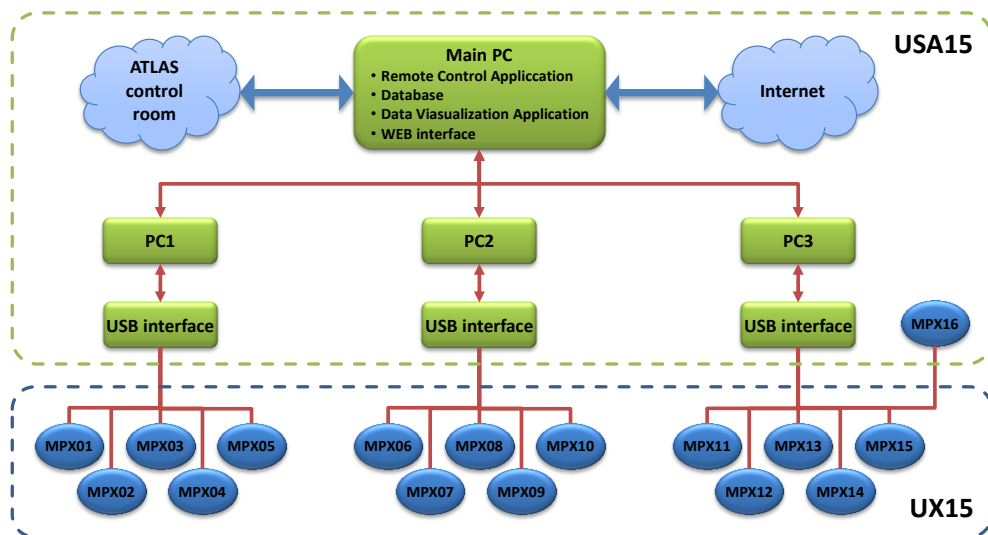 USA15
ATLAS
control
room
Main PC
• Remote Control Appliccation
• Database
• Data Viasualization Application
• WEB interface
Internet
PC1
PC2
PC3
USB interface
USB interface
USB interface
MPX16
MPX01
MPX03
MPX05
MPX06
MPX08
MPX10
MPX11
MPX13
MPX15
MPX02
MPX04
MPX07
MPX09
MPX12
MPX14
UX15